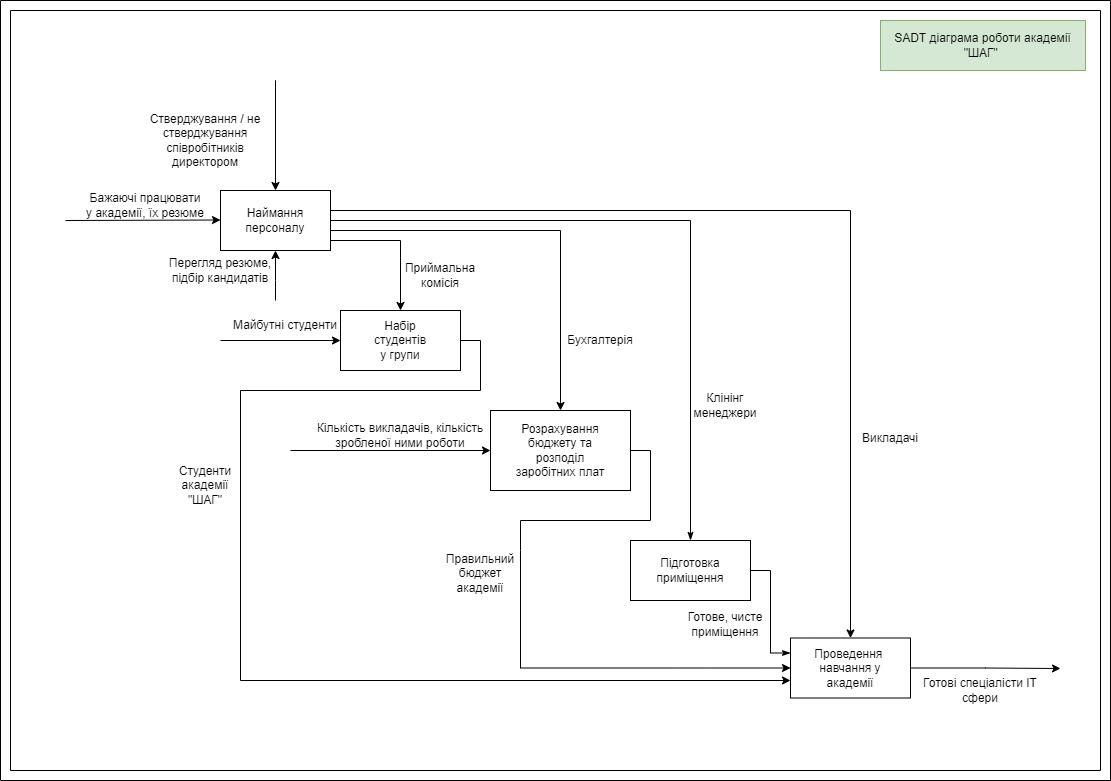 SADT діаграма роботи академії
"ШАГ"
Стверджування / не
стверджування
співробітників
директором
Бажаючі працювати
у академії, їх резюме
Наймання
персоналу
Перегляд резюме,
підбір кандидатів
Приймальна
комісія
Майбутні студенти
Набір
студентів
у групи
Бухгалтерія
Клінінг
менеджери
Викладачі
Кількість викладачів, кількість
зробленої ними роботи
Розрахування
бюджету та
розподіл
заробітних плат
Студенти
академії
"ШАГ"
Правильний
бюджет
академії
Підготовка
приміщення
Готове, чисте
приміщення
Проведення
навчання у
академії
Готові спеціалісти ІТ
сфери